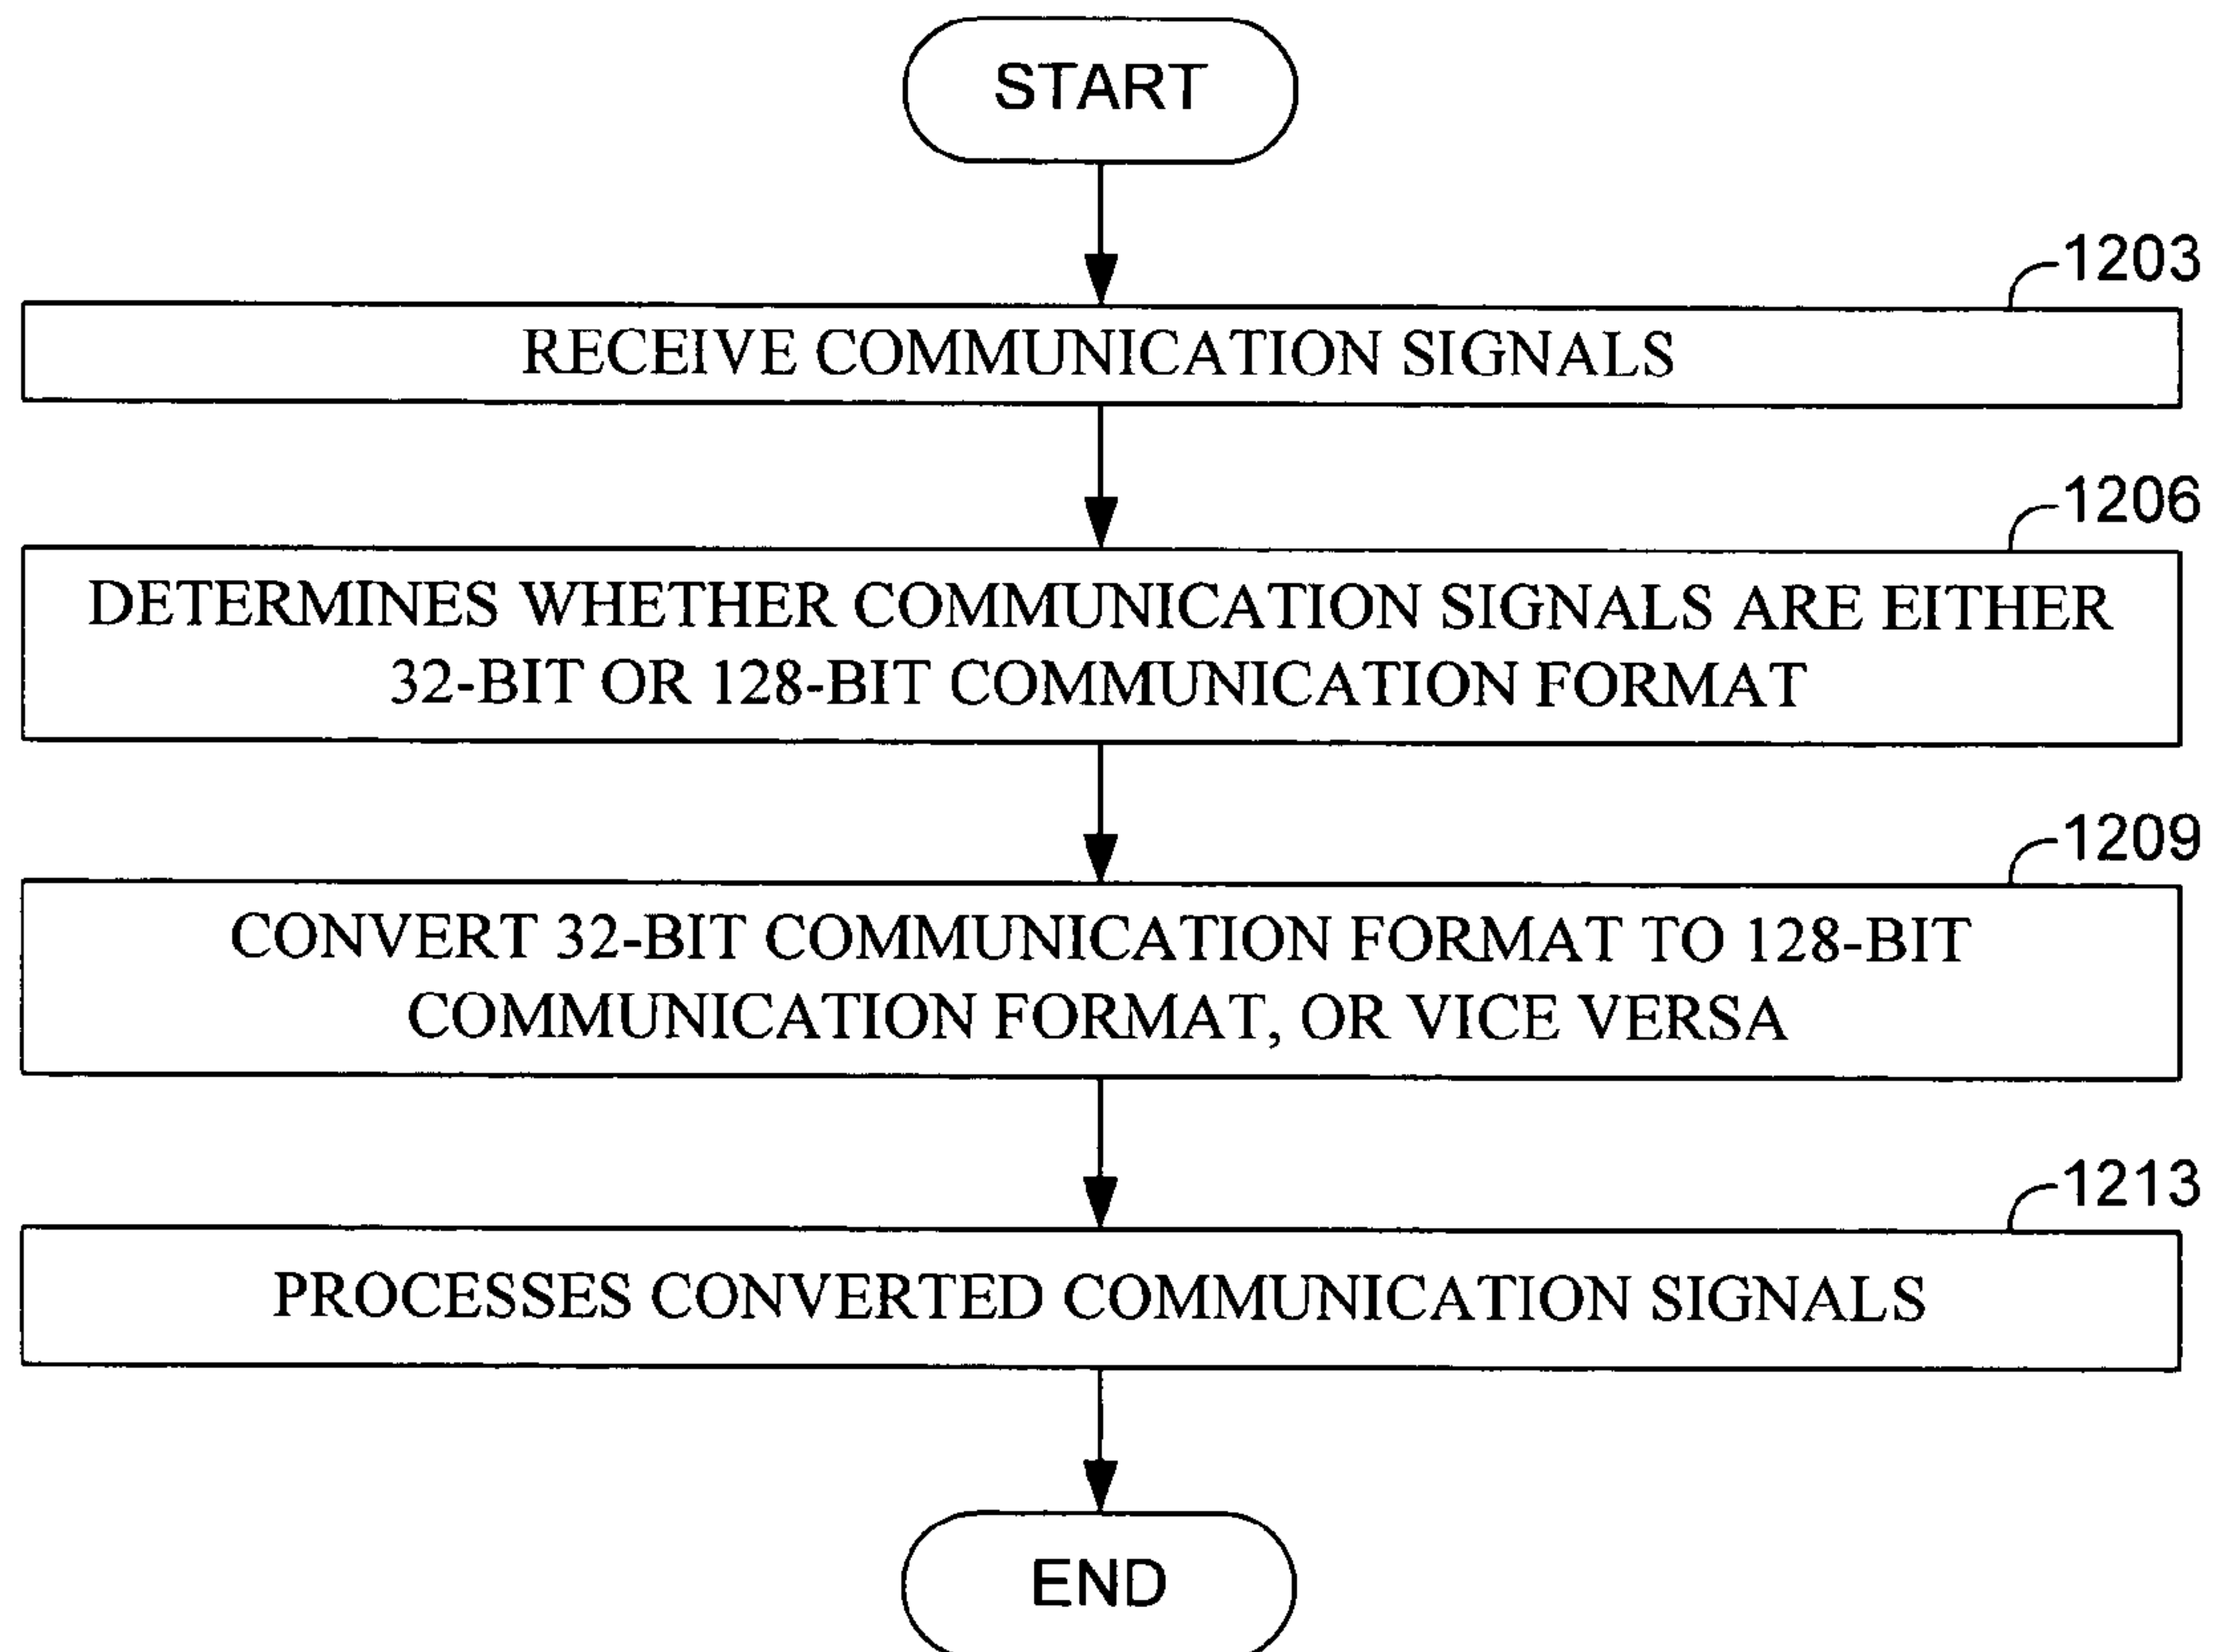 START
1203
RECEIVE COMMUNICATION SIGNALS
1206
DETERMINES WHETHER COMMUNICATION SIGNALS ARE EITHER
32-BIT OR 128-BIT COMMUNICATION FORMAT
1209
CONVERT 32-BIT COMMUNICATION FORMAT TO 128-BIT
COMMUNICATION FORMAT, OR VICE VERSA
1213
PROCESSES CONVERTED COMMUNICATION SIGNALS
END